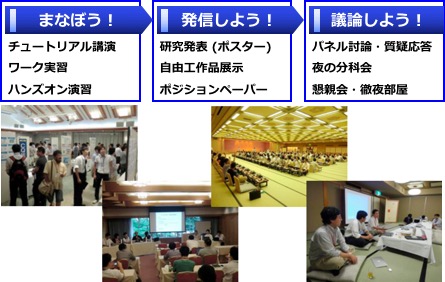 まなぼう！
チュートリアル講演
ワーク実習
ハンズオン演習
発信しよう！
研究発表 (ポスター)
自由工作品展示
ポジションペーパー
議論しよう！
パネル討論・質疑応答
夜の分科会
懇親会・徹夜部屋